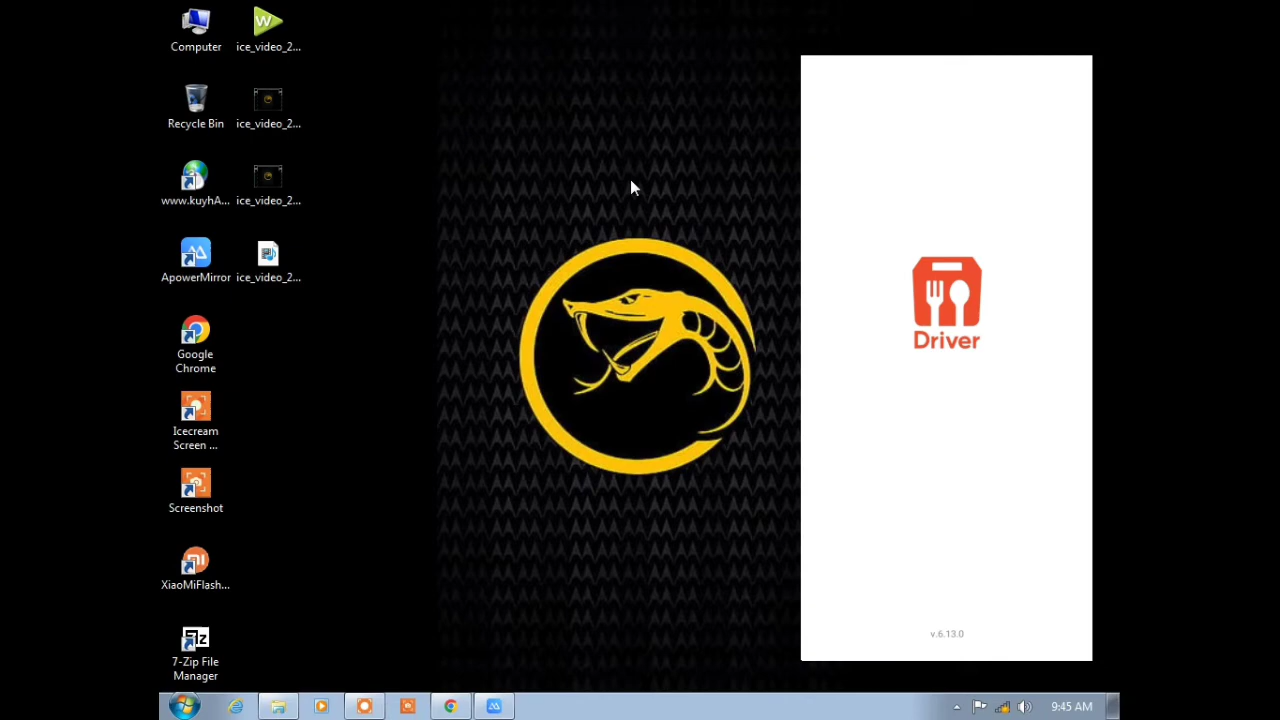 Computer
ice_video_2...
Recycle Bin
ice_video_2...
www.kuyhA...
ice_video_2...
ApowerMirror
ice_video_2...
Google
Chrome
Icecream
Screen ...
Screenshot
XiaoMiFlash...
7z
7-Zip File
Manager
W
Driver
v.6.13.0
9:45 AM